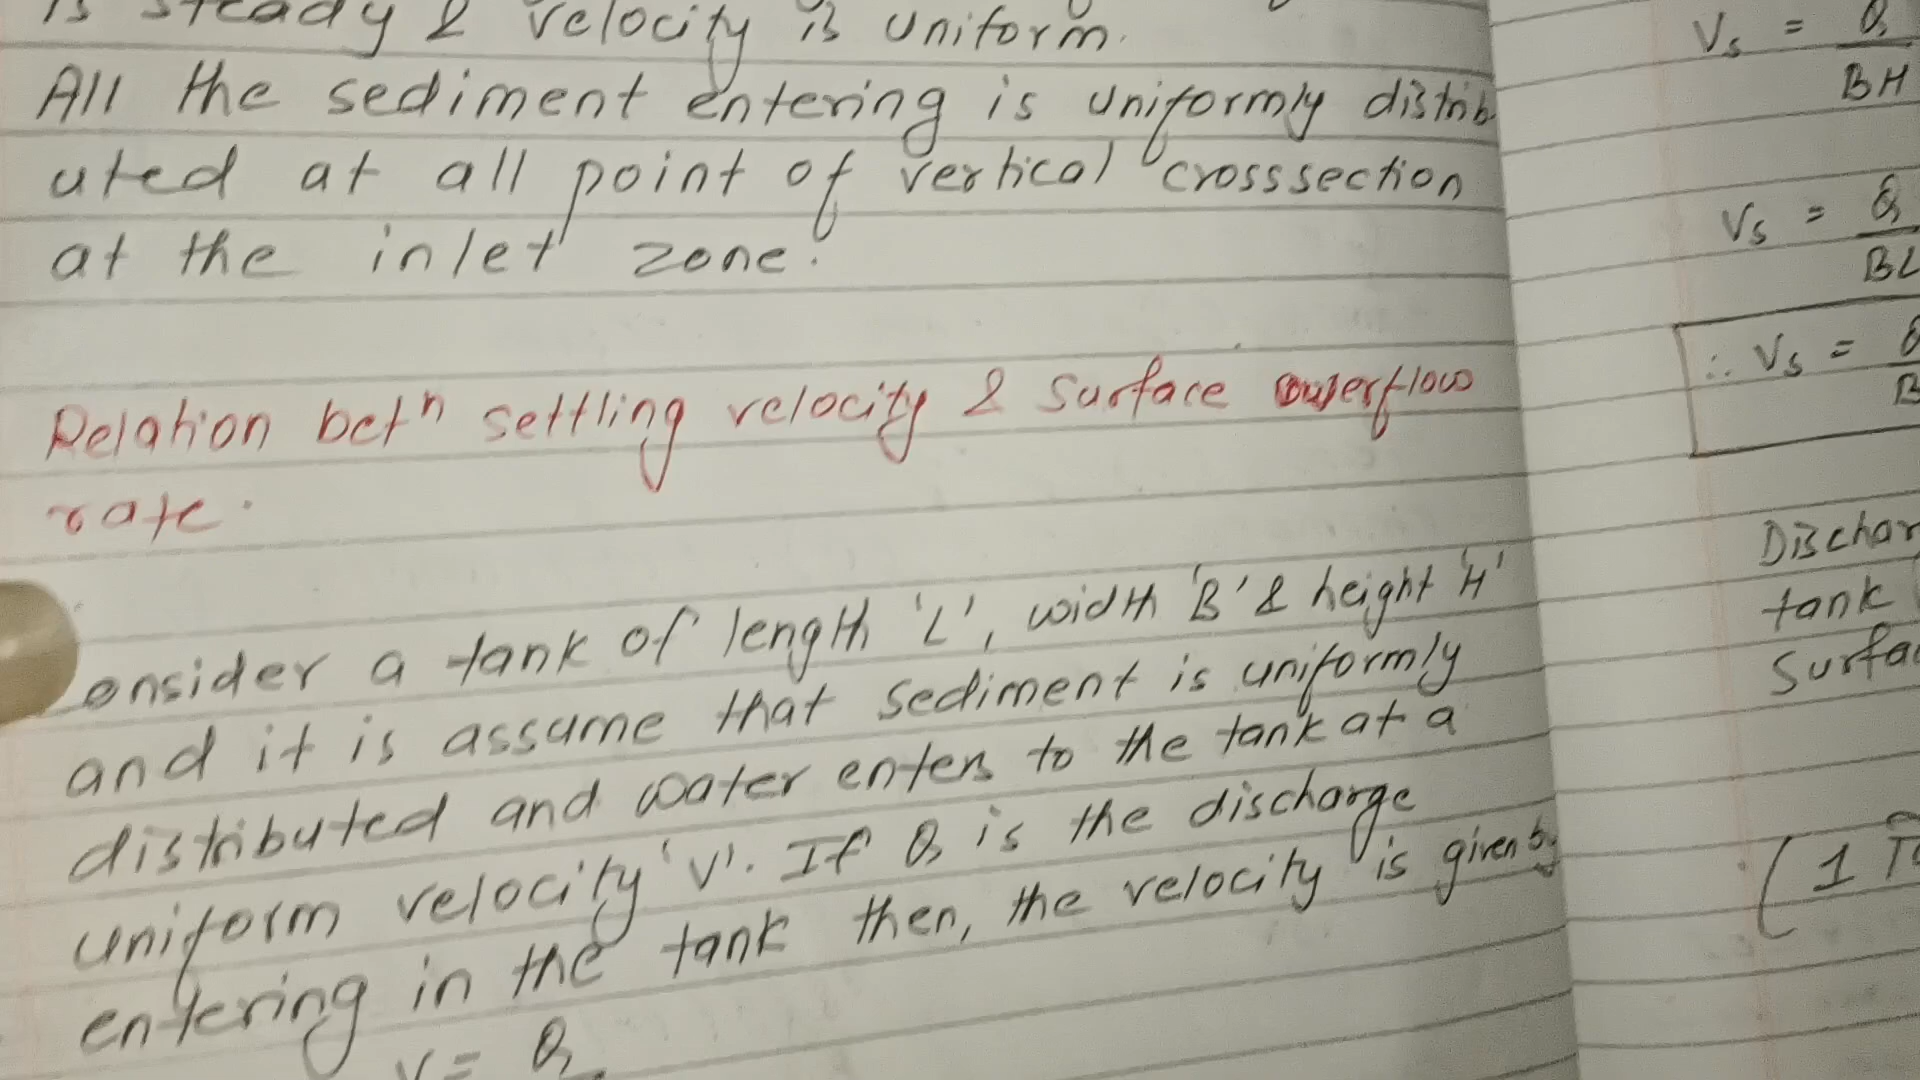 is steady & velocity is uniform.
All the sediment entering is uniformly distrib
uted at all point of vertical crosssection
at the inlet zone.
Relation betn settling velocity & surface overflow
rate.
onsider a tank of length 'L', width 'B' & height 'H'
and it is assume that sediment is uniformly
distributed and water enters to the tank at a
uniform velocity 'V'. If Q is the discharge
entering in the tank then, the velocity is given by
V = Q
Vs = Q
BH
Vs = Q
BL
∴ Vs = Q
B
Dischar
tank
Surfa
( 1